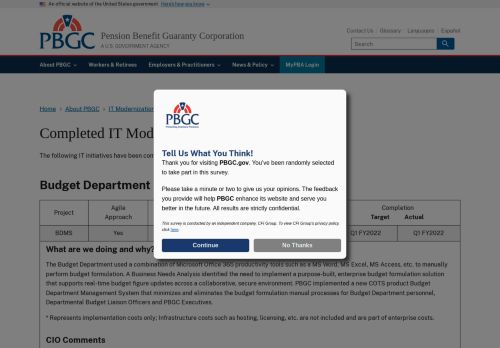 An official website of the United States government Here's how you know
PBGC
Pension Benefit Guaranty Corporation
A U.S. GOVERNMENT AGENCY
Contact Us Glossary Languages Español
Search
About PBGC Workers & Retirees Employers & Practitioners News & Policy MyPBA Login
Home › About PBGC › IT Modernization
Completed IT Mod
The following IT initiatives have been com
Budget Department
Project Agile Approach Completion
Target Actual
BDMS Yes Q1 FY2022 Q1 FY2022
What are we doing and why?
The Budget Department used a combination of Microsoft Office 365 productivity tools such as a MS Word, MS Excel, MS Access, etc. to manually
perform budget formulation. A Business Needs Analysis identified the need to implement a purpose-built, enterprise budget formulation solution
that supports real-time budget figure updates across a collaborative, secure environment. PBGC implemented a new COTS product Budget
Department Management System that minimizes and eliminates the budget formulation manual processes for Budget Department personnel,
Departmental Budget Liaison Officers and PBGC Executives.
* Represents implementation costs only; Infrastructure costs such as hosting, licensing, etc. are not included and are part of enterprise costs.
CIO Comments
PBGC
Protecting America's Pensions
Tell Us What You Think!
Thank you for visiting PBGC.gov. You've been randomly selected
to take part in this survey.
Please take a minute or two to give us your opinions. The feedback
you provide will help PBGC enhance its website and serve you
better in the future. All results are strictly confidential.
This survey is conducted by an independent company, CFI Group. To view CFI Group's privacy policy
click here.
Continue No Thanks